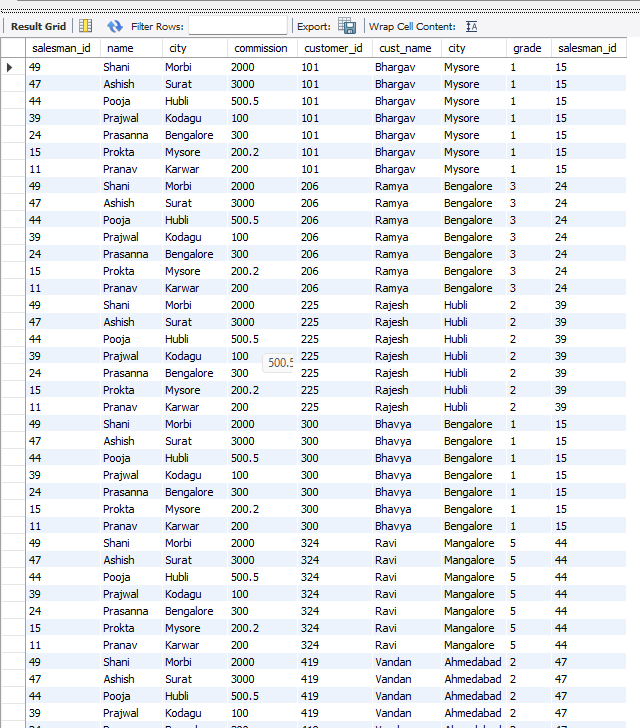 Result Grid Filter Rows: Export: Wrap Cell Content:
salesman_id name city commission customer_id cust_name city grade salesman_id
49 Shani Morbi 2000 101 Bhargav Mysore 1 15
47 Ashish Surat 3000 101 Bhargav Mysore 1 15
44 Pooja Hubli 500.5 101 Bhargav Mysore 1 15
39 Prajwal Kodagu 100 101 Bhargav Mysore 1 15
24 Prasanna Bengalore 300 101 Bhargav Mysore 1 15
15 Prokta Mysore 200.2 101 Bhargav Mysore 1 15
11 Pranav Karwar 200 101 Bhargav Mysore 1 15
49 Shani Morbi 2000 206 Ramya Bengalore 3 24
47 Ashish Surat 3000 206 Ramya Bengalore 3 24
44 Pooja Hubli 500.5 206 Ramya Bengalore 3 24
39 Prajwal Kodagu 100 206 Ramya Bengalore 3 24
24 Prasanna Bengalore 300 206 Ramya Bengalore 3 24
15 Prokta Mysore 200.2 206 Ramya Bengalore 3 24
11 Pranav Karwar 200 206 Ramya Bengalore 3 24
49 Shani Morbi 2000 225 Rajesh Hubli 2 39
47 Ashish Surat 3000 225 Rajesh Hubli 2 39
44 Pooja Hubli 500.5 225 Rajesh Hubli 2 39
39 Prajwal Kodagu 100 225 Rajesh Hubli 2 39
500.5
24 Prasanna Bengalore 300 225 Rajesh Hubli 2 39
15 Prokta Mysore 200.2 225 Rajesh Hubli 2 39
11 Pranav Karwar 200 225 Rajesh Hubli 2 39
49 Shani Morbi 2000 300 Bhavya Bengalore 1 15
47 Ashish Surat 3000 300 Bhavya Bengalore 1 15
44 Pooja Hubli 500.5 300 Bhavya Bengalore 1 15
39 Prajwal Kodagu 100 300 Bhavya Bengalore 1 15
24 Prasanna Bengalore 300 300 Bhavya Bengalore 1 15
15 Prokta Mysore 200.2 300 Bhavya Bengalore 1 15
11 Pranav Karwar 200 300 Bhavya Bengalore 1 15
49 Shani Morbi 2000 324 Ravi Mangalore 5 44
47 Ashish Surat 3000 324 Ravi Mangalore 5 44
44 Pooja Hubli 500.5 324 Ravi Mangalore 5 44
39 Prajwal Kodagu 100 324 Ravi Mangalore 5 44
24 Prasanna Bengalore 300 324 Ravi Mangalore 5 44
15 Prokta Mysore 200.2 324 Ravi Mangalore 5 44
11 Pranav Karwar 200 324 Ravi Mangalore 5 44
49 Shani Morbi 2000 419 Vandan Ahmedabad 2 47
47 Ashish Surat 3000 419 Vandan Ahmedabad 2 47
44 Pooja Hubli 500.5 419 Vandan Ahmedabad 2 47
39 Prajwal Kodagu 100 419 Vandan Ahmedabad 2 47